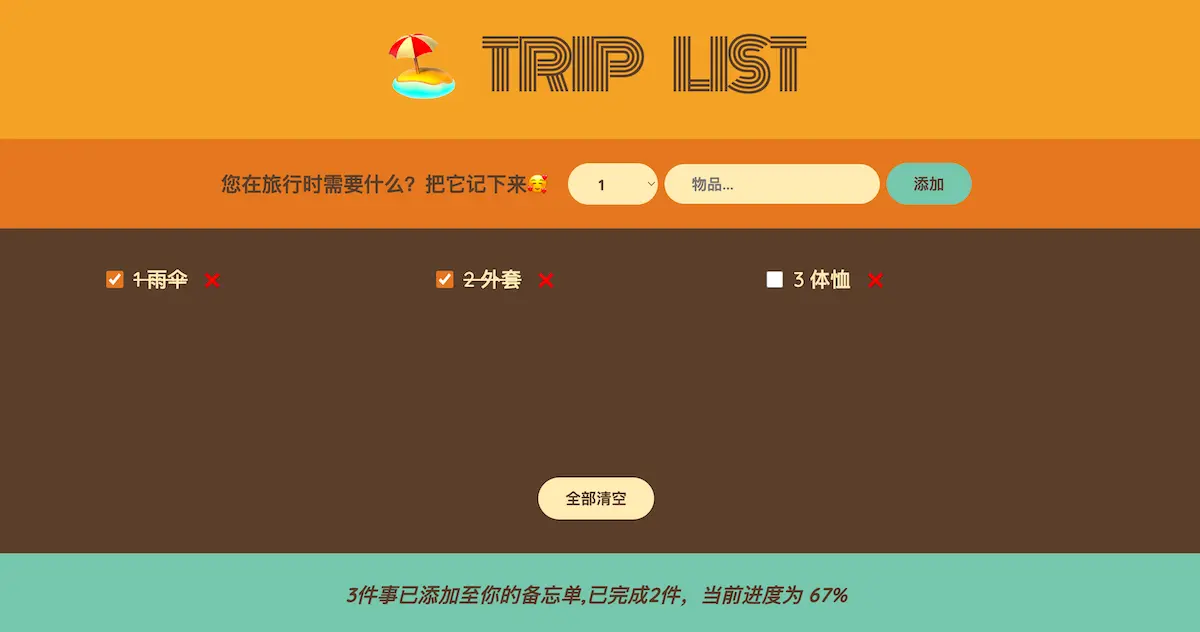 🏖️ TRIP LIST
您在旅行时需要什么？把它记下来🥰 1 物品... 添加
1 雨伞 ❌ 2 外套 ❌ 3 体恤 ❌
全部清空
3件事已添加至你的备忘单,已完成2件，当前进度为 67%